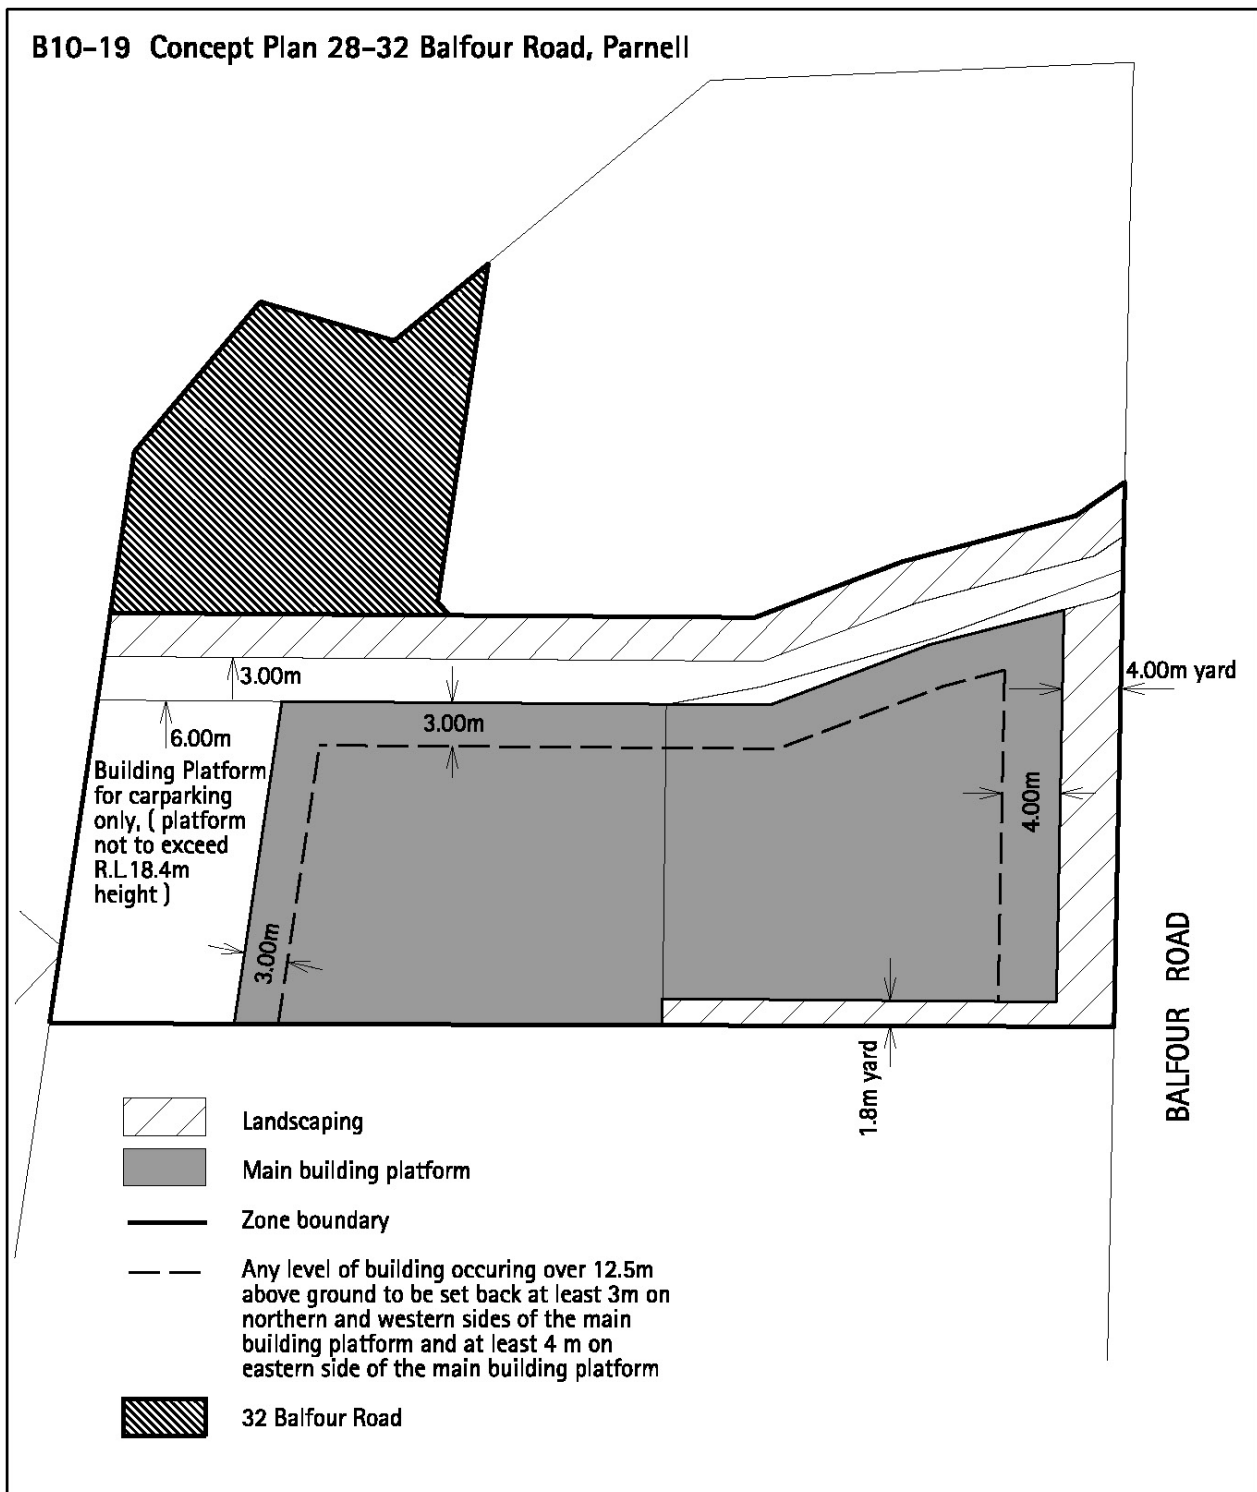 B10-19 Concept Plan 28-32 Balfour Road, Parnell
3.00m
4.00m yard
3.00m
6.00m
Building Platform
for carparking
only, ( platform
not to exceed
R.L.18.4m
height )
4.00m
3.00m
BALFOUR ROAD
1.8m yard
Landscaping
Main building platform
Zone boundary
Any level of building occuring over 12.5m
above ground to be set back at least 3m on
northern and western sides of the main
building platform and at least 4 m on
eastern side of the main building platform
32 Balfour Road